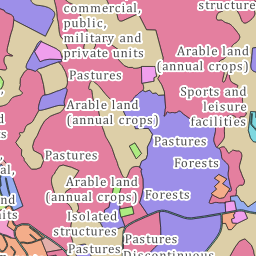 commercial,
public,
military and
private units
structure
Pastures
Arable land
(annual crops)
Arable land
(annual crops)
Sports and
leisure
facilities
Pastures
Pastures
Forests
Arable land
(annual crops)
Forests
Isolated
structures
Pastures
Pastures
Discontinuous